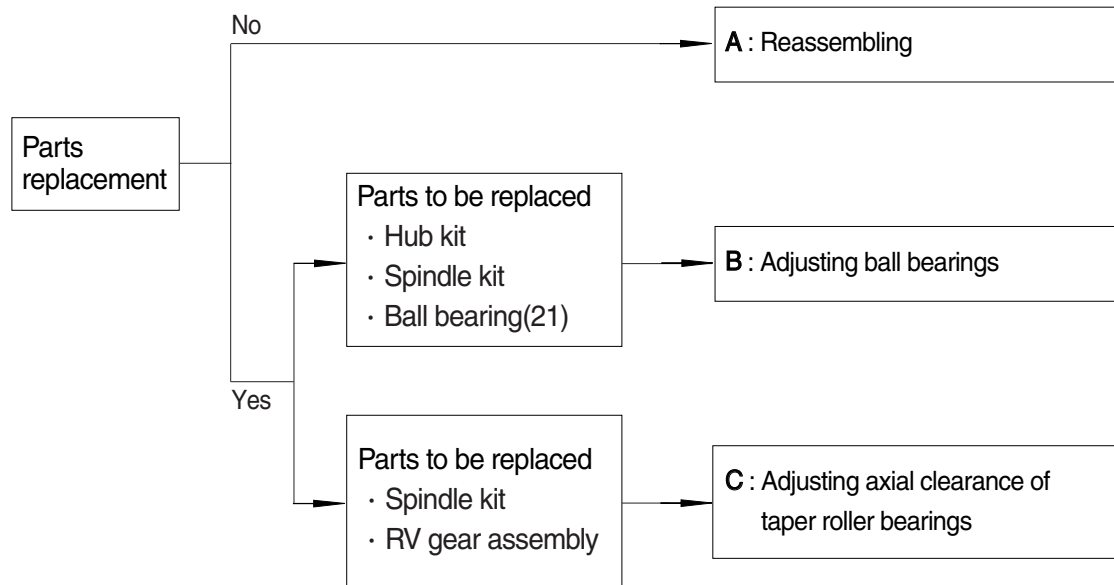 No
A : Reassembling
Parts
replacement
Parts to be replaced
· Hub kit
· Spindle kit
· Ball bearing(21)
B : Adjusting ball bearings
Yes
Parts to be replaced
· Spindle kit
· RV gear assembly
C : Adjusting axial clearance of
taper roller bearings